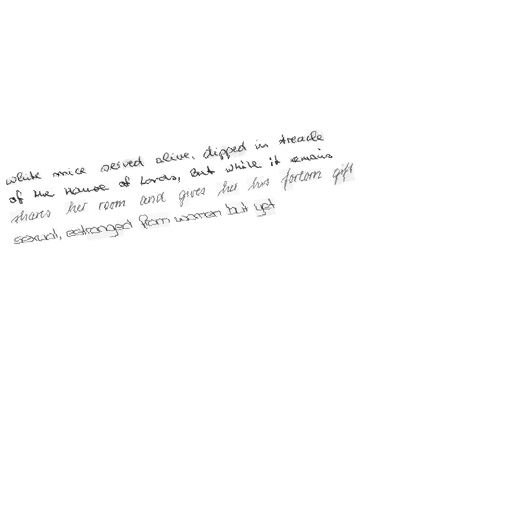 white mice served alive, dipped in treacle
of the House of Lords, But while it remains
shares her room and gives her his forlorn gift
sexual, estranged from women but yet